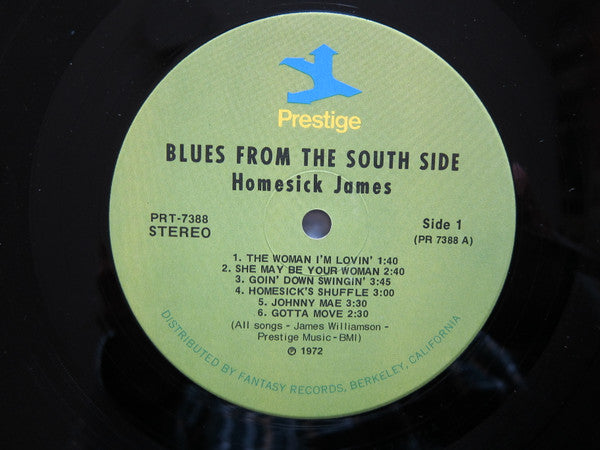 Prestige
BLUES FROM THE SOUTH SIDE
Homesick James
PRT-7388
STEREO
Side 1
(PR 7388 A)
1. THE WOMAN I'M LOVIN' 1:40
2. SHE MAY BE YOUR WOMAN 2:40
3. GOIN' DOWN SWINGIN' 3:45
4. HOMESICK'S SHUFFLE 3:00
5. JOHNNY MAE 3:30
6. GOTTA MOVE 2:30
(All songs - James Williamson -
Prestige Music - BMI)
℗ 1972
DISTRIBUTED BY FANTASY RECORDS, BERKELEY, CALIFORNIA